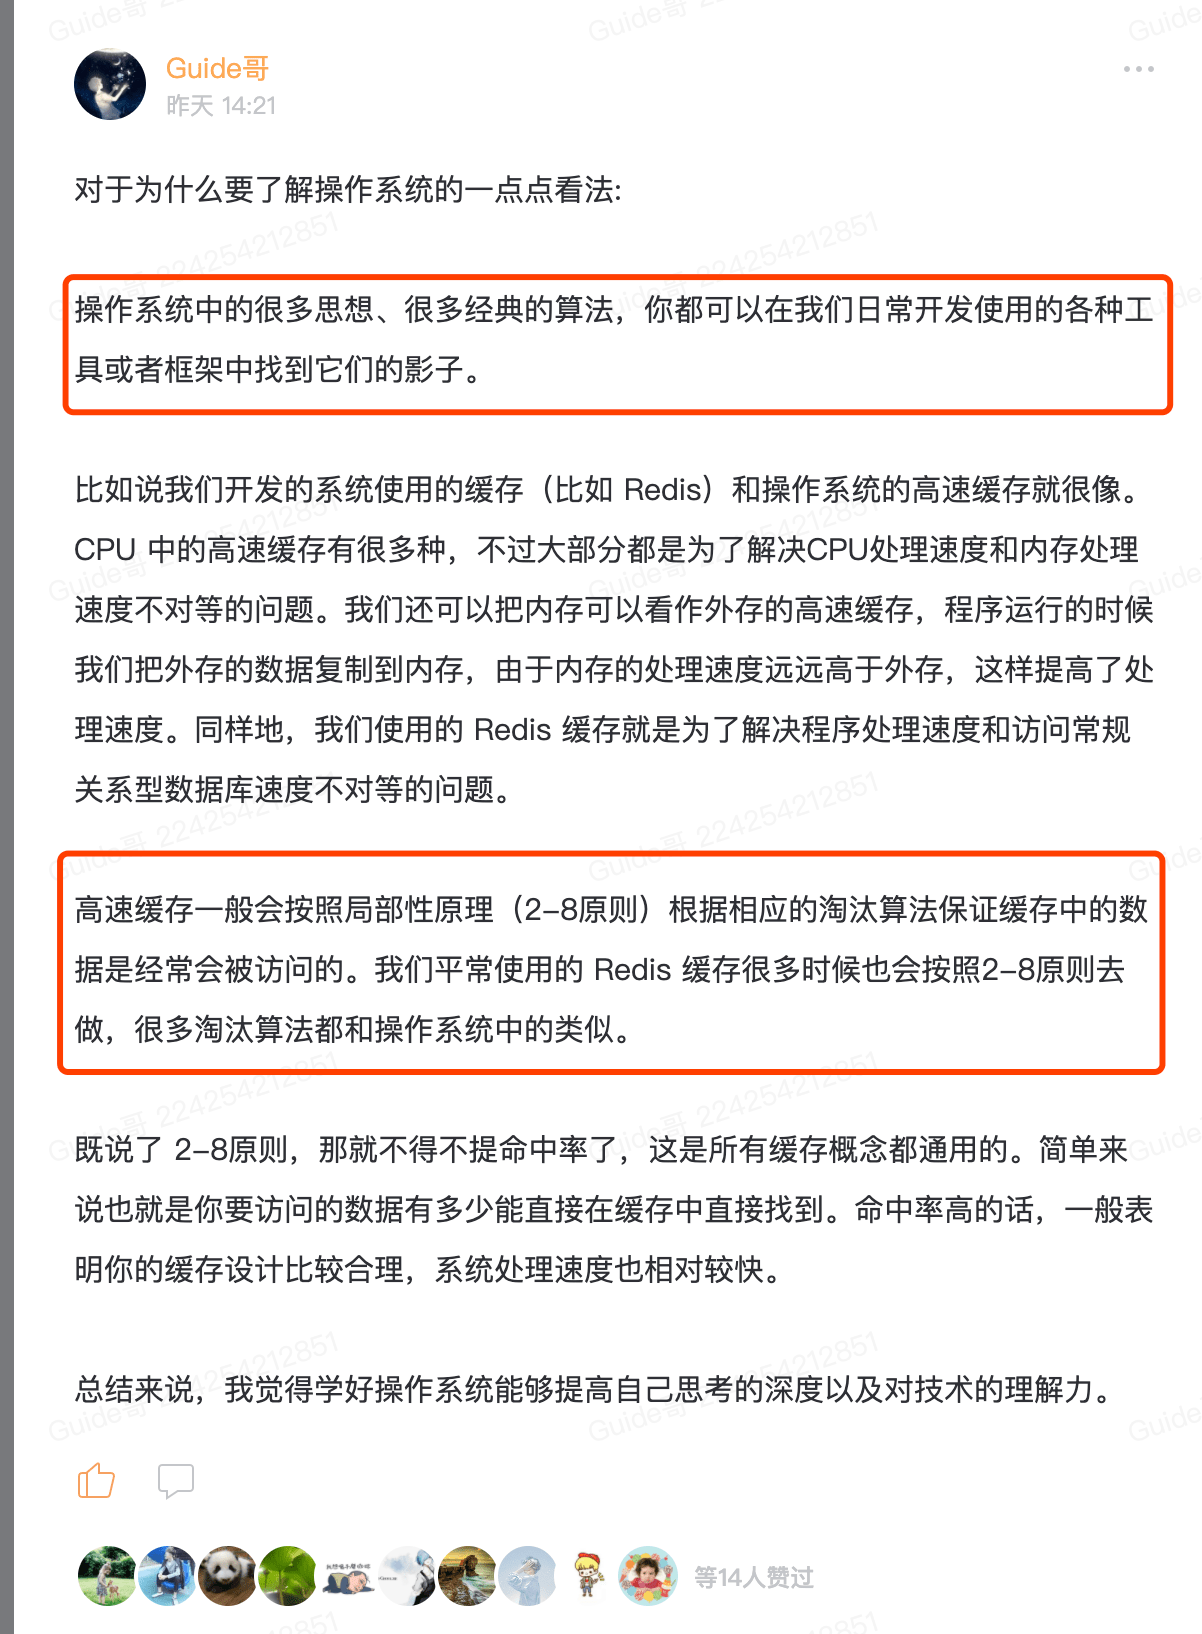 Guide哥
昨天 14:21
对于为什么要了解操作系统的一点点看法:
操作系统中的很多思想、很多经典的算法，你都可以在我们日常开发使用的各种工
具或者框架中找到它们的影子。
比如说我们开发的系统使用的缓存（比如 Redis）和操作系统的高速缓存就很像。
CPU 中的高速缓存有很多种，不过大部分都是为了解决CPU处理速度和内存处理
速度不对等的问题。我们还可以把内存可以看作外存的高速缓存，程序运行的时候
我们把外存的数据复制到内存，由于内存的处理速度远远高于外存，这样提高了处
理速度。同样地，我们使用的 Redis 缓存就是为了解决程序处理速度和访问常规
关系型数据库速度不对等的问题。
高速缓存一般会按照局部性原理（2-8原则）根据相应的淘汰算法保证缓存中的数
据是经常会被访问的。我们平常使用的 Redis 缓存很多时候也会按照2-8原则去
做，很多淘汰算法都和操作系统中的类似。
既说了 2-8原则，那就不得不提命中率了，这是所有缓存概念都通用的。简单来
说也就是你要访问的数据有多少能直接在缓存中直接找到。命中率高的话，一般表
明你的缓存设计比较合理，系统处理速度也相对较快。
总结来说，我觉得学好操作系统能够提高自己思考的深度以及对技术的理解力。
等14人赞过
Guide哥 224254212851